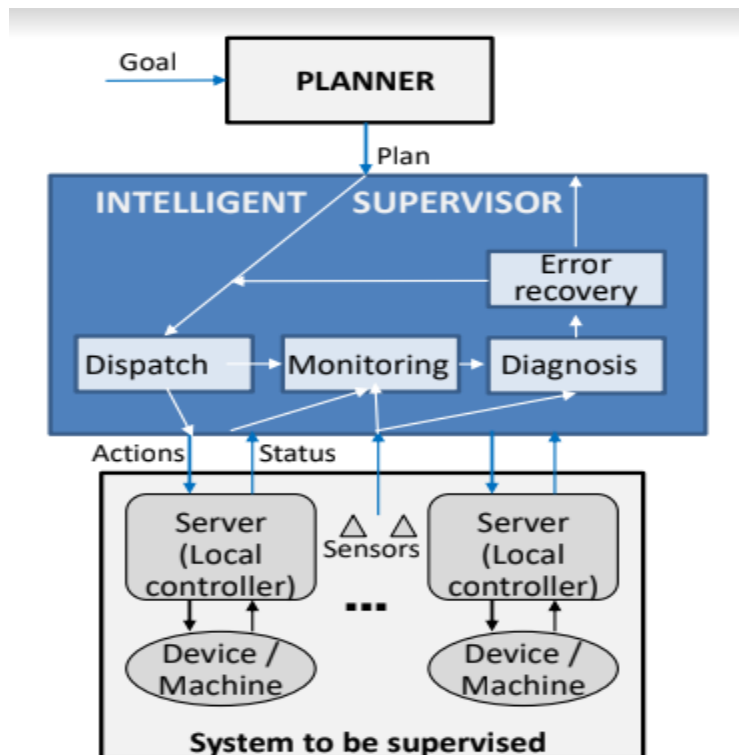 Goal
PLANNER
Plan
INTELLIGENT SUPERVISOR
Error
recovery
Dispatch
Monitoring
Diagnosis
Actions
Status
Server
(Local
controller)
Sensors
Server
(Local
controller)
...
Device /
Machine
Device /
Machine
System to be supervised